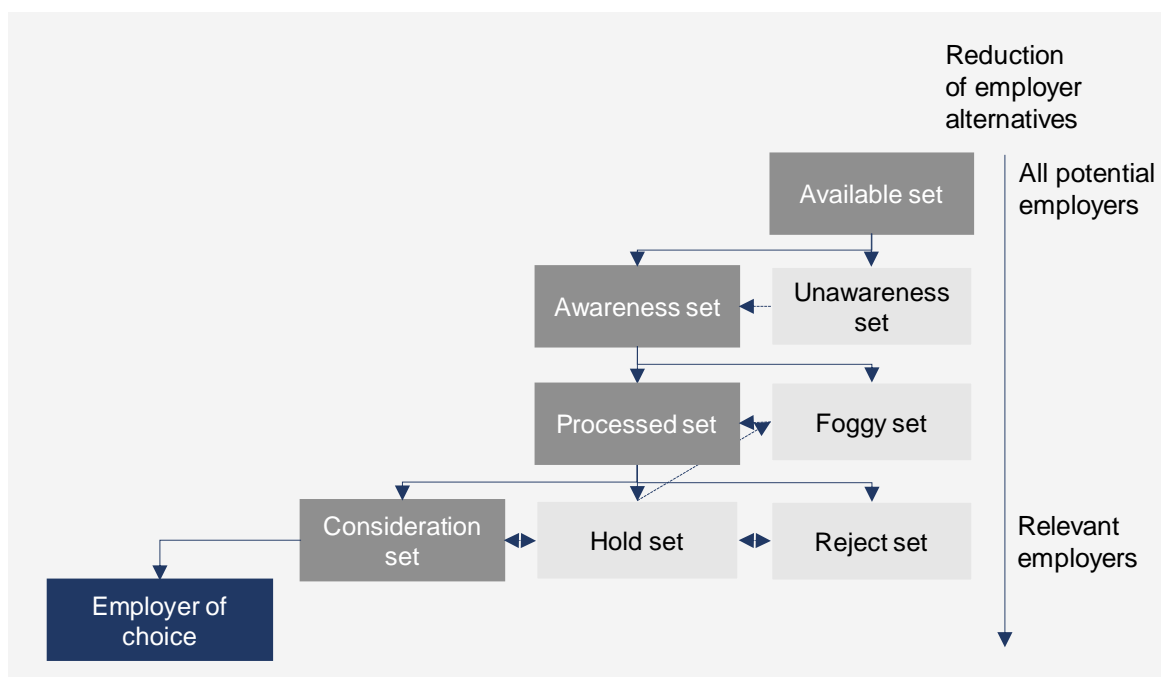 Reduction
of employer
alternatives
All potential
employers
Available set
Awareness set
Unawareness
set
Processed set
Foggy set
Consideration
set
Hold set
Reject set
Relevant
employers
Employer of
choice